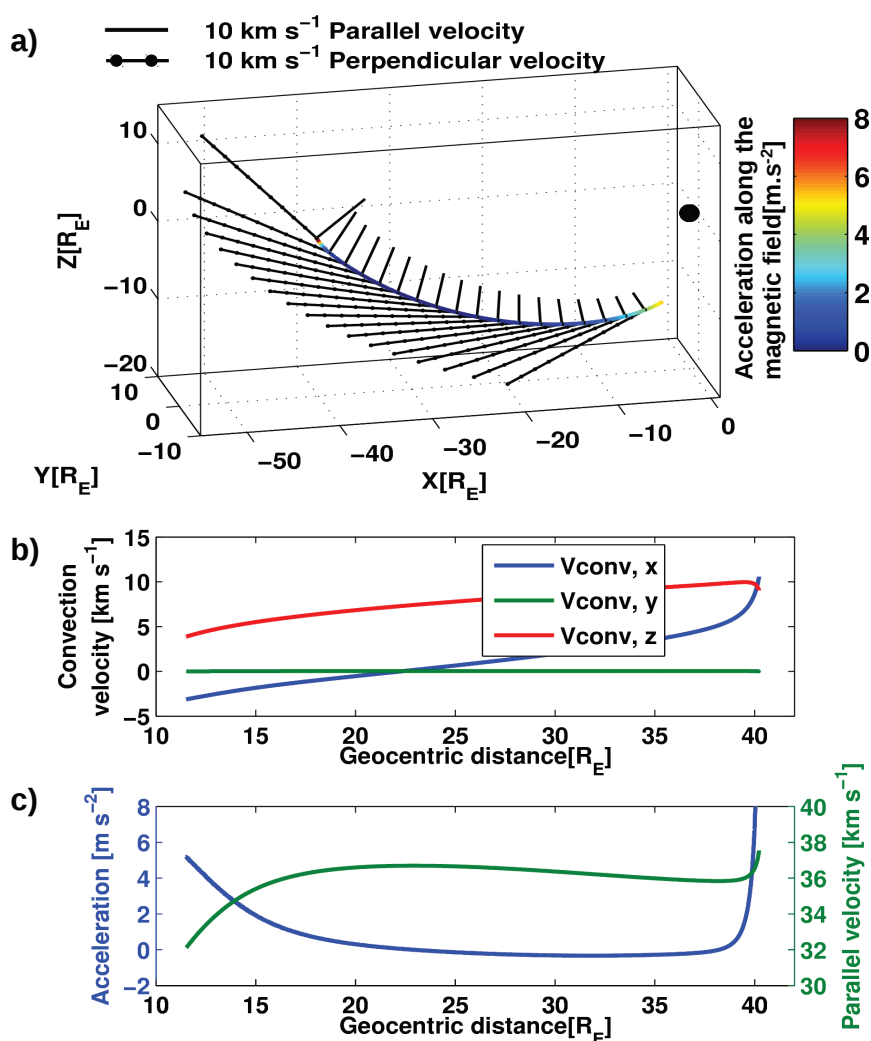 a)
10 km s⁻¹ Parallel velocity
10 km s⁻¹ Perpendicular velocity
10
0
−10
−20
Z[R_E]
10
0
−10
Y[R_E]
−50
−40
−30
−20
−10
0
X[R_E]
Acceleration along the
magnetic field[m.s⁻²]
8
6
4
2
0
b)
Convection
velocity [km s⁻¹]
15
10
5
0
−5
Vconv, x
Vconv, y
Vconv, z
10 15 20 25 30 35 40
Geocentric distance[R_E]
c)
Acceleration [m s⁻²]
8
6
4
2
0
−2
40
38
36
34
32
30
Parallel velocity [km s⁻¹]
10 15 20 25 30 35 40
Geocentric distance[R_E]